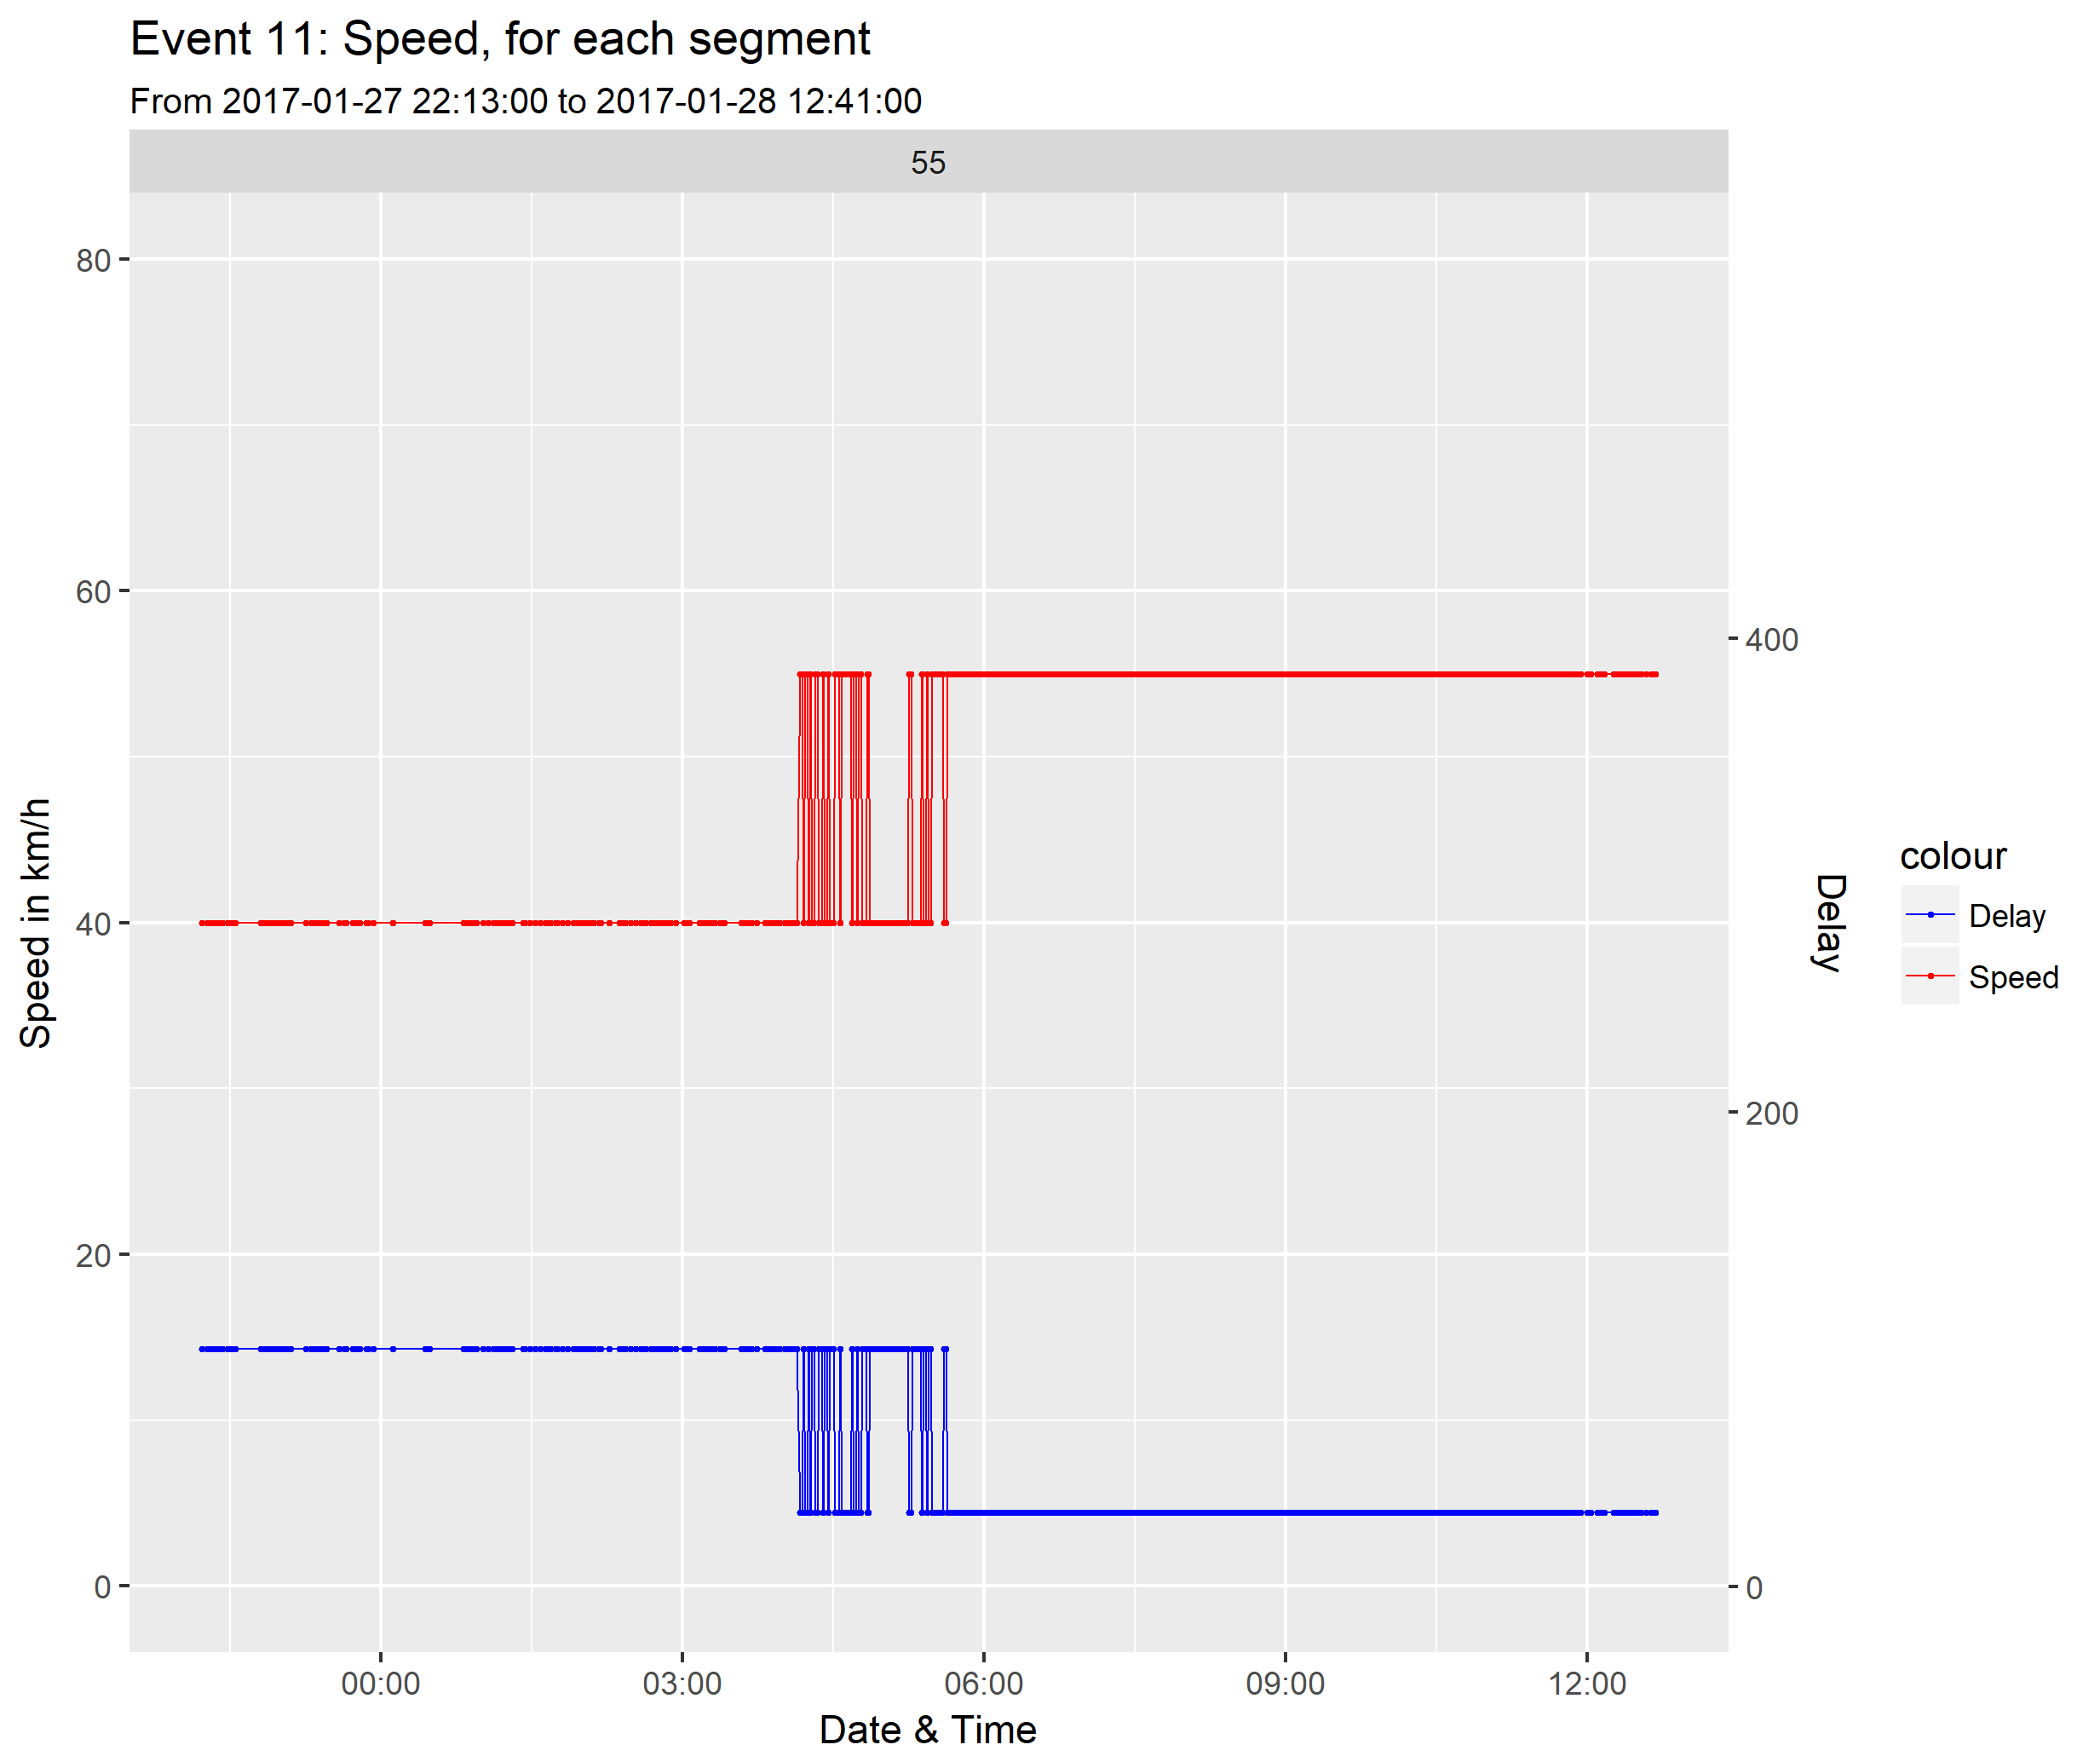 Event 11: Speed, for each segment
From 2017-01-27 22:13:00 to 2017-01-28 12:41:00
55
80
60
40
20
0
Speed in km/h
400
200
0
Delay
colour
Delay
Speed
00:00 03:00 06:00 09:00 12:00
Date & Time